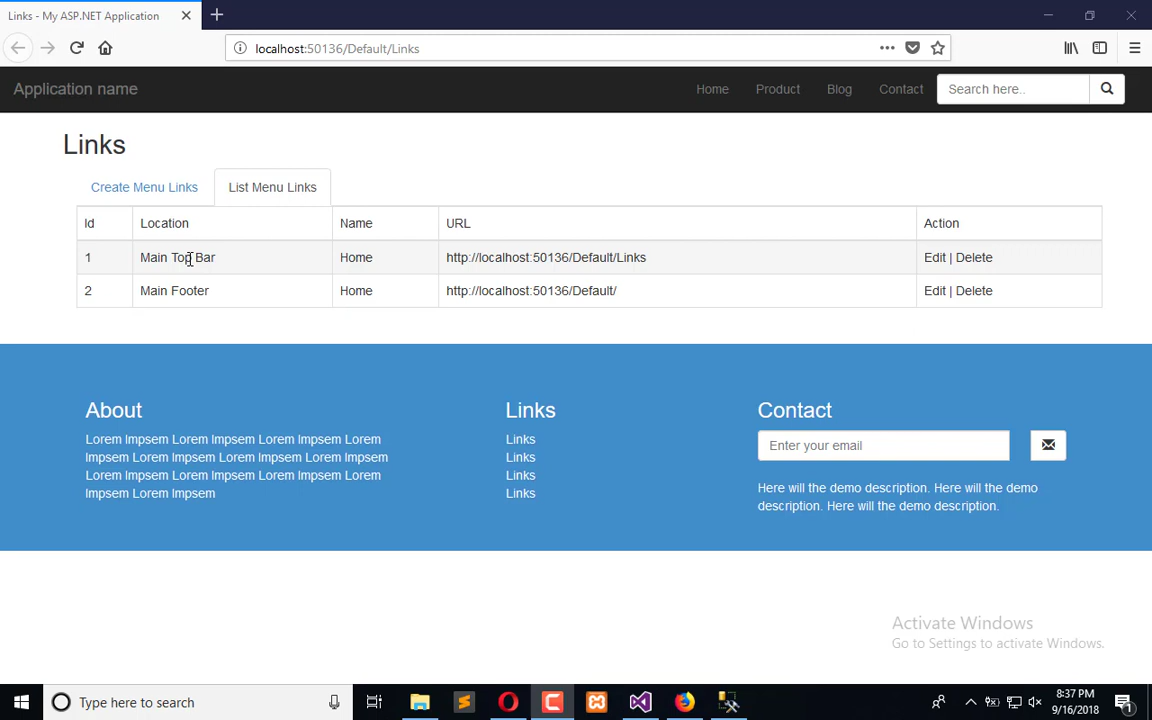 Links - My ASP.NET Application
localhost:50136/Default/Links
Application name
Home Product Blog Contact Search here..
Links
Create Menu Links List Menu Links
Id Location Name URL Action
1 Main Top Bar Home http://localhost:50136/Default/Links Edit | Delete
2 Main Footer Home http://localhost:50136/Default/ Edit | Delete
About
Lorem Impsem Lorem Impsem Lorem Impsem Lorem
Impsem Lorem Impsem Lorem Impsem Lorem Impsem
Lorem Impsem Lorem Impsem Lorem Impsem Lorem
Impsem Lorem Impsem
Links
Links
Links
Links
Links
Contact
Enter your email
Here will the demo description. Here will the demo
description. Here will the demo description.
Activate Windows
Go to Settings to activate Windows.
Type here to search
8:37 PM
9/16/2018
1